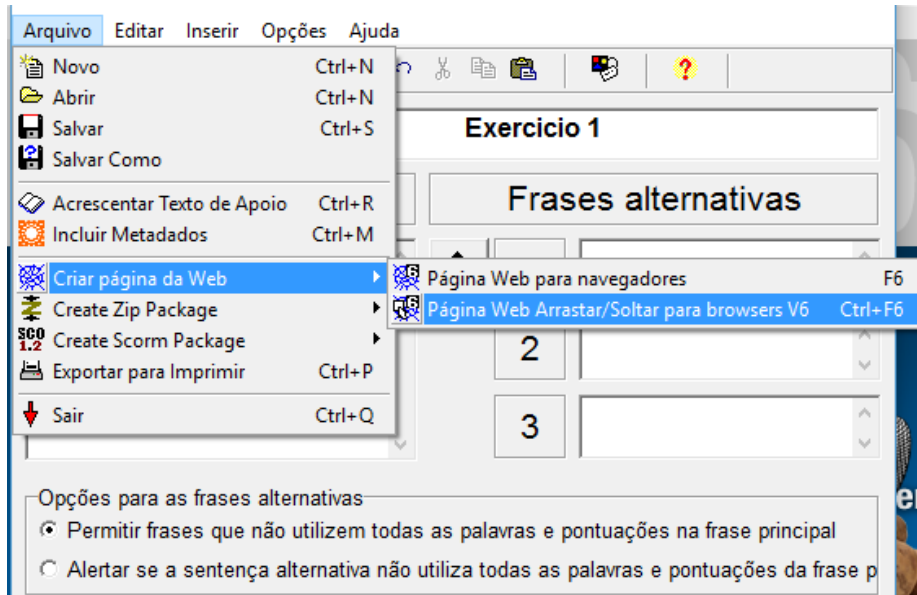 Arquivo Editar Inserir Opções Ajuda
Novo Ctrl+N
Abrir Ctrl+N
Salvar Ctrl+S
Salvar Como
Acrescentar Texto de Apoio Ctrl+R
Incluir Metadados Ctrl+M
Criar página da Web
Create Zip Package
SCO 1.2 Create Scorm Package
Exportar para Imprimir Ctrl+P
Sair Ctrl+Q
Página Web para navegadores F6
Página Web Arrastar/Soltar para browsers V6 Ctrl+F6
Exercicio 1
Frases alternativas
2
3
Opções para as frases alternativas
Permitir frases que não utilizem todas as palavras e pontuações na frase principal
Alertar se a sentença alternativa não utiliza todas as palavras e pontuações da frase p